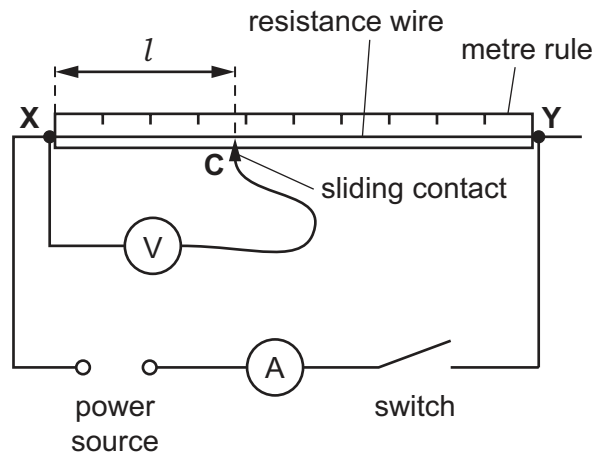 resistance wire
l
metre rule
X
Y
C
sliding contact
V
A
power
source
switch